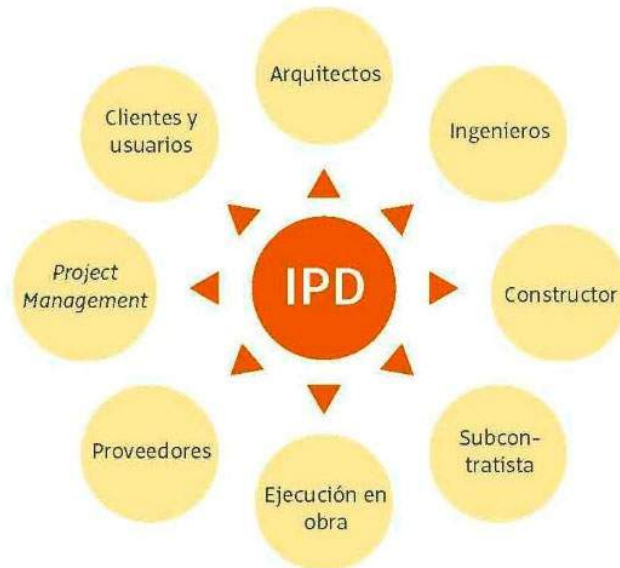 Arquitectos
Clientes y
usuarios
Ingenieros
Project
Management
IPD
Constructor
Proveedores
Subcon-
tratista
Ejecución en
obra